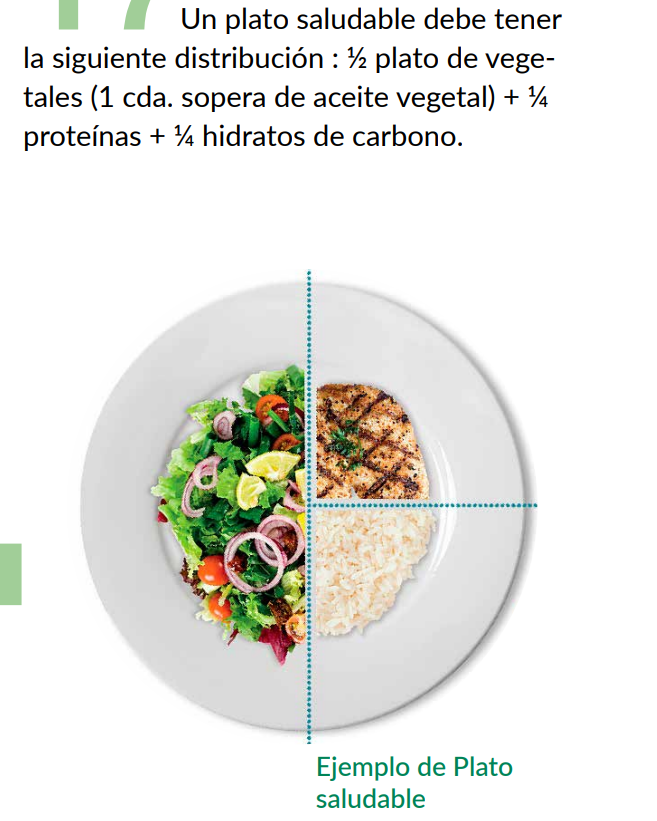 Un plato saludable debe tener
la siguiente distribución : ½ plato de vege-
tales (1 cda. sopera de aceite vegetal) + ¼
proteínas + ¼ hidratos de carbono.
Ejemplo de Plato
saludable